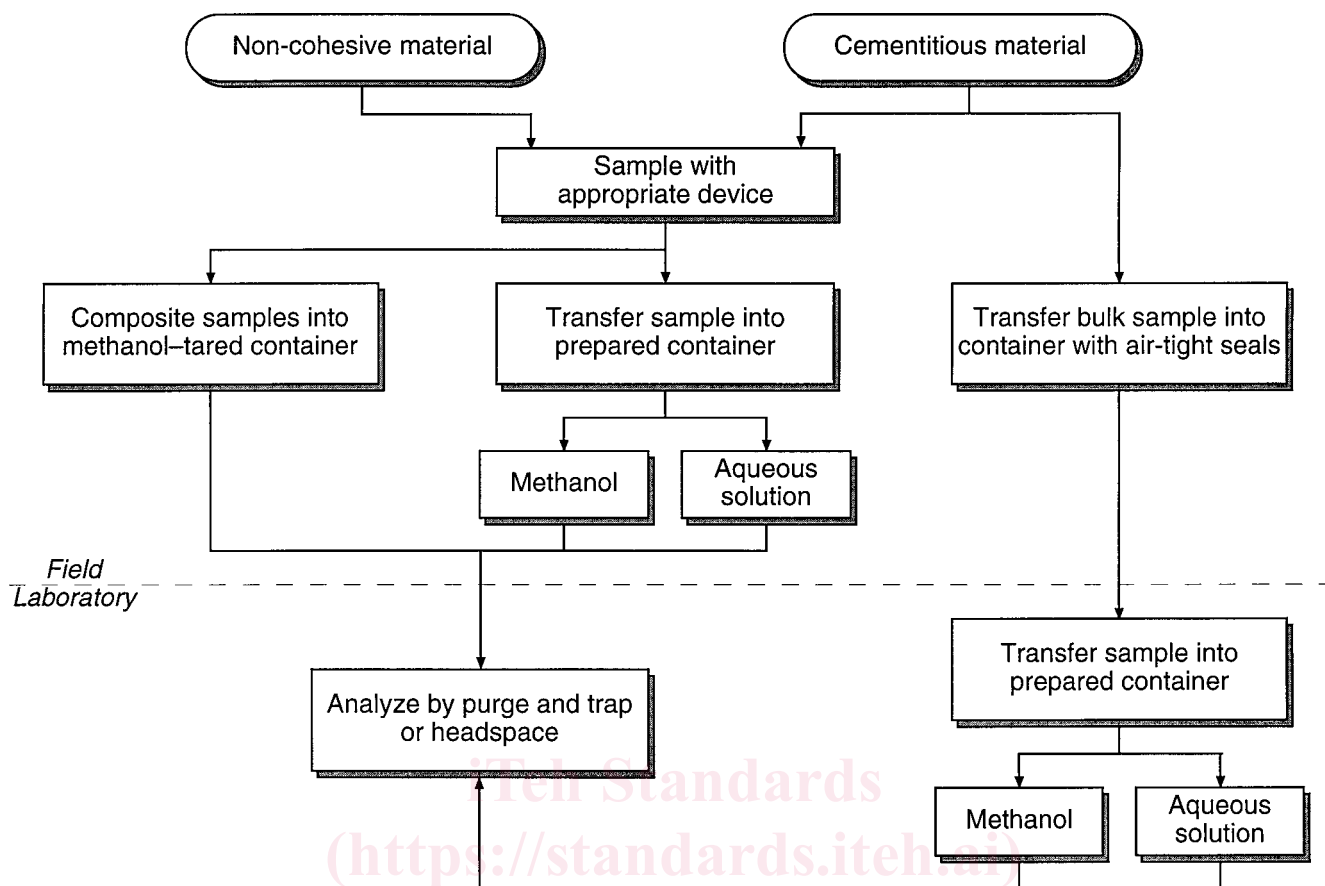 Non-cohesive material
Cementitious material
Sample with
appropriate device
Composite samples into
methanol–tared container
Transfer sample into
prepared container
Transfer bulk sample into
container with air-tight seals
Methanol
Aqueous
solution
Field
Laboratory
Transfer sample into
prepared container
Analyze by purge and trap
or headspace
Methanol
Aqueous
solution
iTeh Standards
(https://standards.iteh.ai)